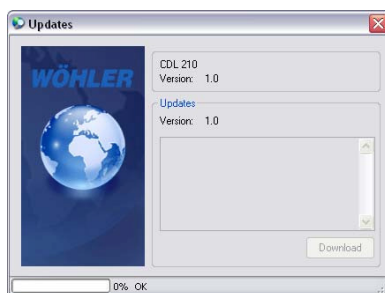 Updates
WÖHLER
CDL 210
Version: 1.0
Updates
Version: 1.0
Download
0% OK